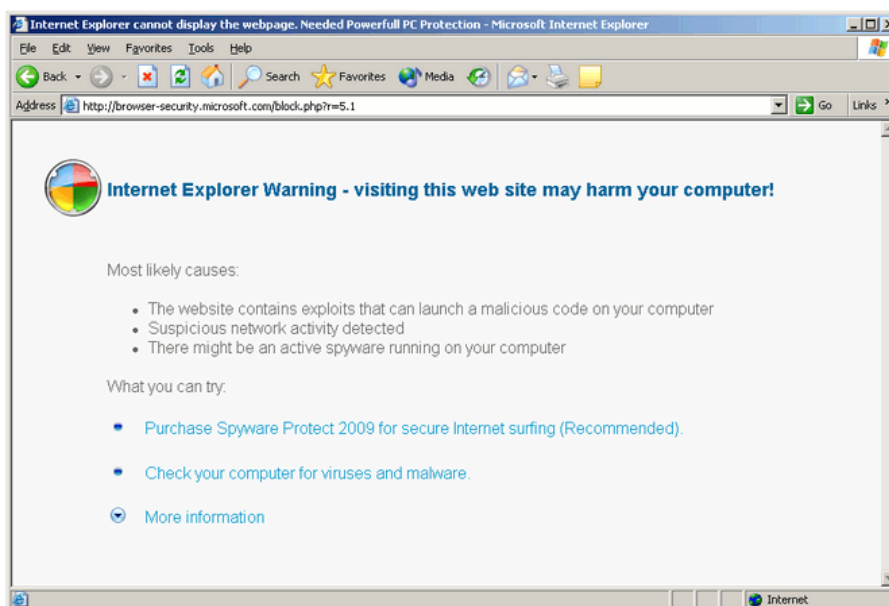 Internet Explorer cannot display the webpage. Needed Powerfull PC Protection - Microsoft Internet Explorer
File Edit View Favorites Tools Help
Back Search Favorites Media
Address http://browser-security.microsoft.com/block.php?r=5.1 Go Links »
Internet Explorer Warning - visiting this web site may harm your computer!
Most likely causes:
• The website contains exploits that can launch a malicious code on your computer
• Suspicious network activity detected
• There might be an active spyware running on your computer
What you can try:
Purchase Spyware Protect 2009 for secure Internet surfing (Recommended).
Check your computer for viruses and malware.
More information
Internet